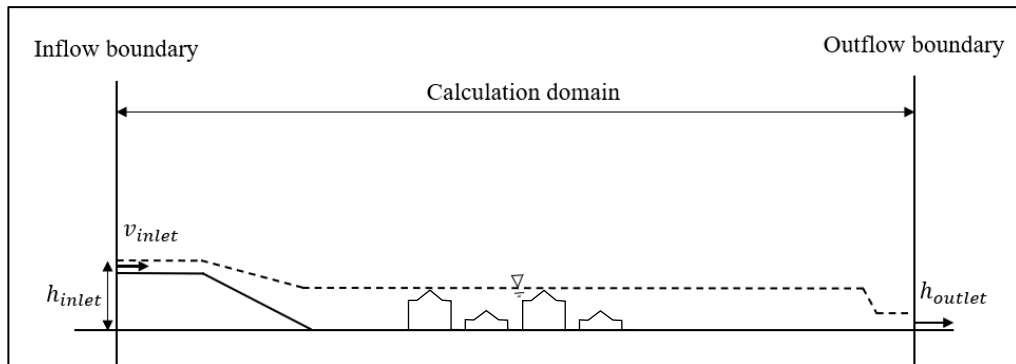 Outflow boundary
Inflow boundary
Calculation domain
v_inlet
h_inlet
h_outlet